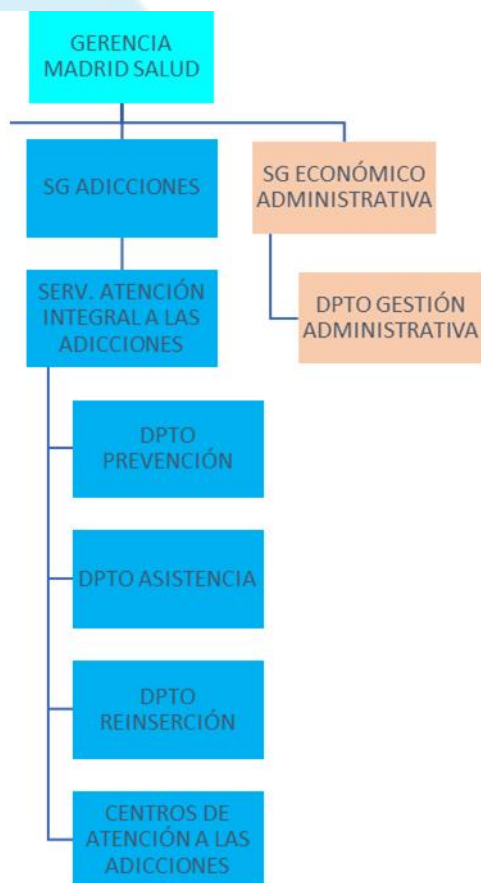 GERENCIA
MADRID SALUD
SG ADICCIONES
SG ECONÓMICO
ADMINISTRATIVA
SERV. ATENCIÓN
INTEGRAL A LAS
ADICCIONES
DPTO GESTIÓN
ADMINISTRATIVA
DPTO
PREVENCIÓN
DPTO ASISTENCIA
DPTO
REINSERCIÓN
CENTROS DE
ATENCIÓN A LAS
ADICCIONES